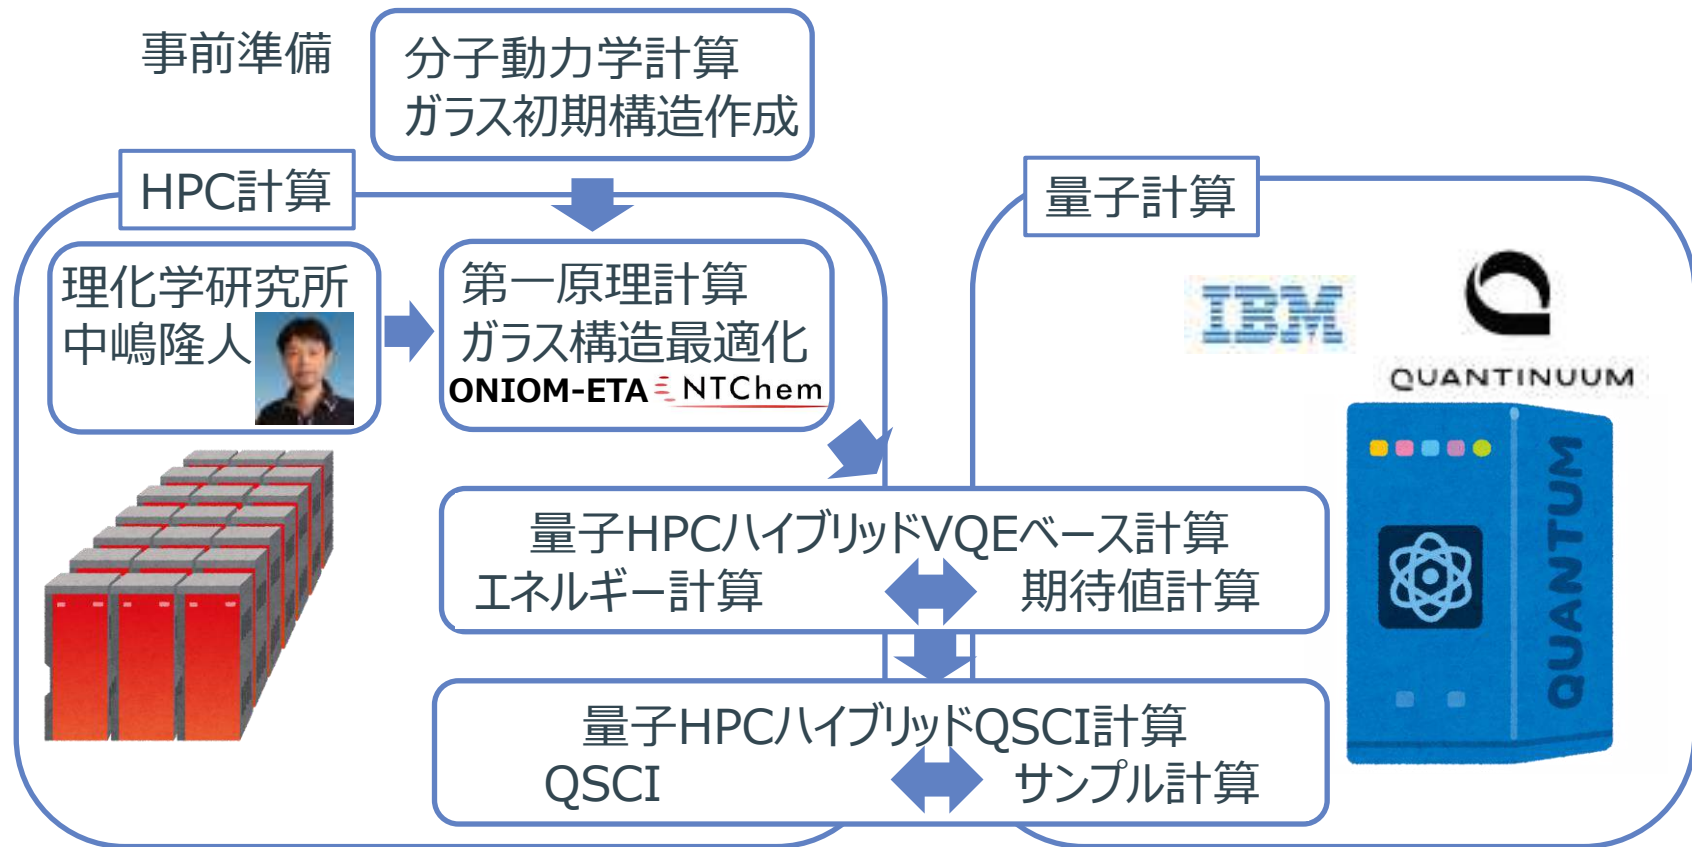 事前準備
分子動力学計算
ガラス初期構造作成
HPC計算
理化学研究所
中嶋隆人
第一原理計算
ガラス構造最適化
ONIOM-ETA NTChem
量子計算
IBM
QUANTINUUM
QUANTUM
量子HPCハイブリッドVQEベース計算
エネルギー計算 期待値計算
量子HPCハイブリッドQSCI計算
QSCI サンプル計算